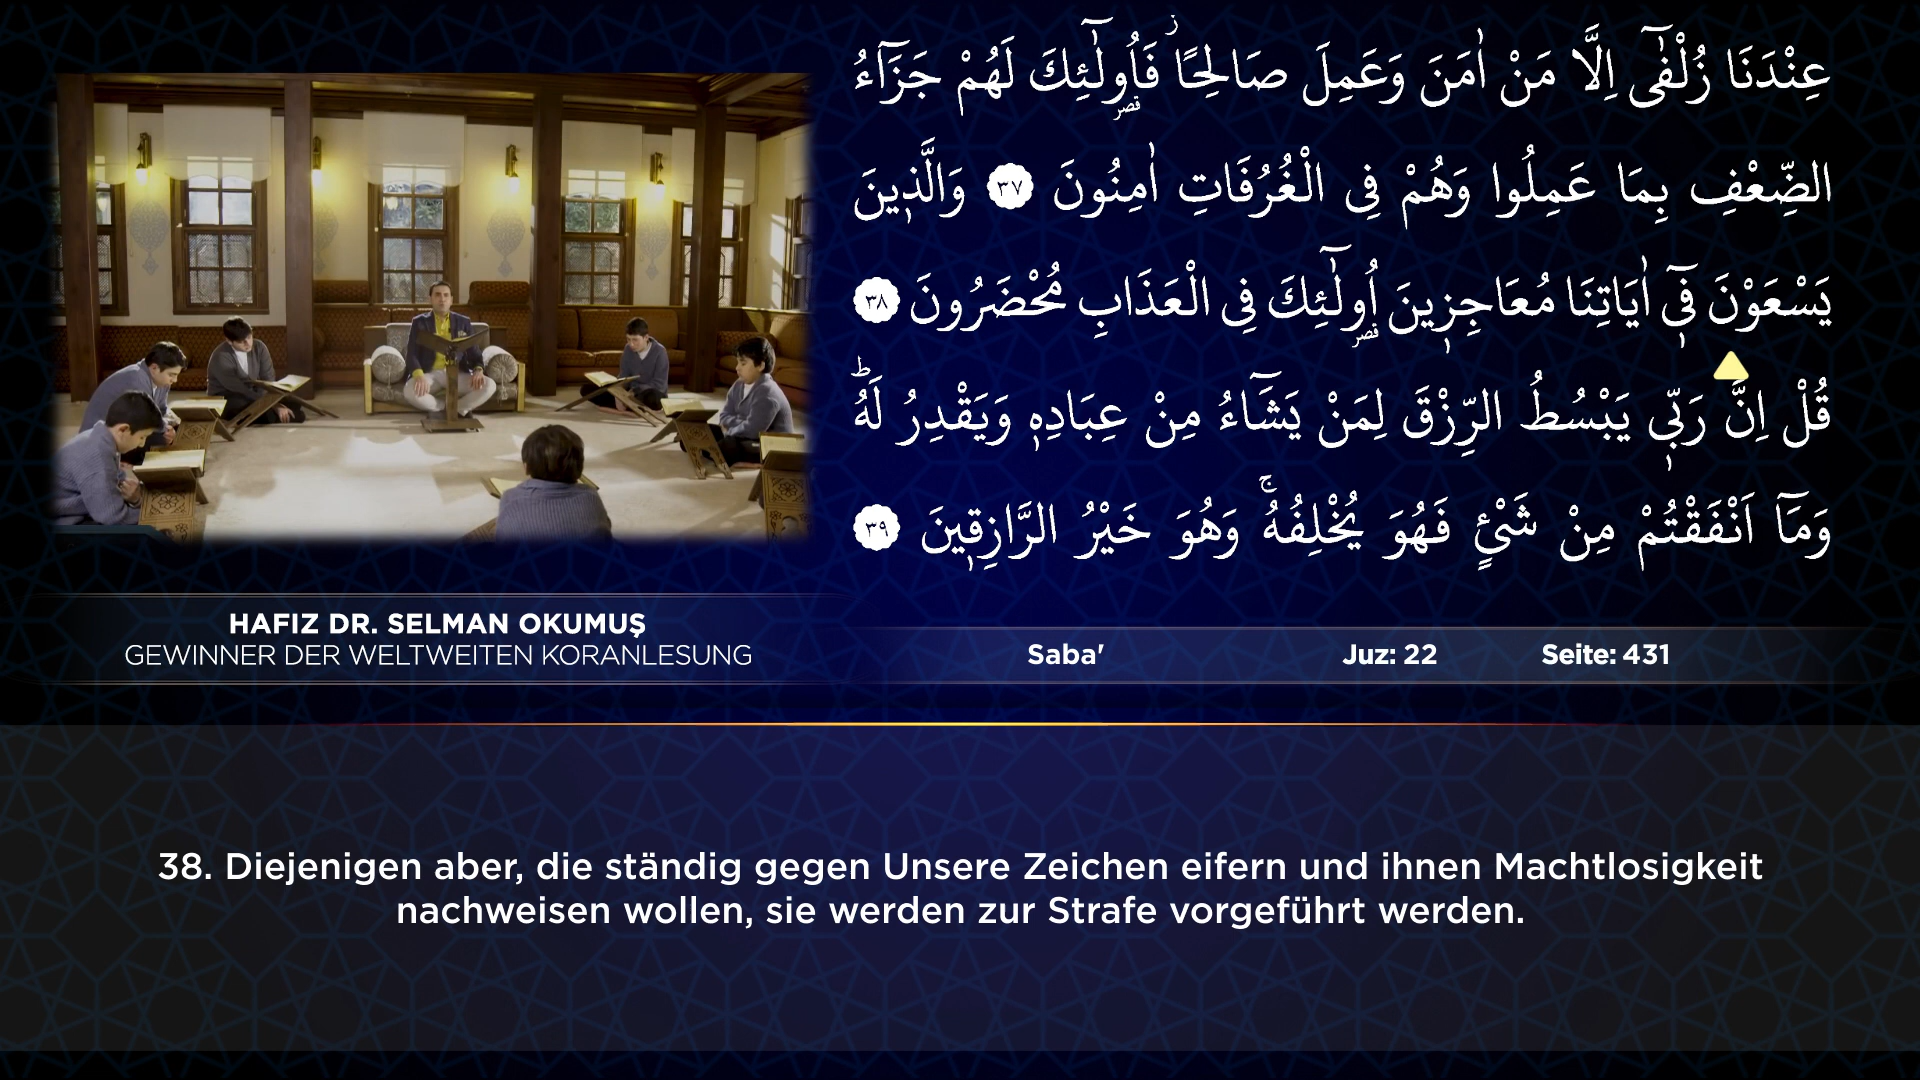 عِنْدَنَا زُلْفٰٓى اِلَّا مَنْ اٰمَنَ وَعَمِلَ صَالِحًاۘ فَاُو۬لٰٓئِكَ لَهُمْ جَزَٓاءُ
الضِّعْفِ بِمَا عَمِلُوا وَهُمْ فِي الْغُرُفَاتِ اٰمِنُونَ ٣٧ وَالَّذ۪ينَ
يَسْعَوْنَ ف۪ٓي اٰيَاتِنَا مُعَاجِز۪ينَ اُو۬لٰٓئِكَ فِي الْعَذَابِ مُحْضَرُونَ ٣٨
قُلْ اِنَّ رَبّ۪ي يَبْسُطُ الرِّزْقَ لِمَنْ يَشَٓاءُ مِنْ عِبَادِه۪ وَيَقْدِرُ لَهُۜ
وَمَٓا اَنْفَقْتُمْ مِنْ شَيْءٍ فَهُوَ يُخْلِفُهُۚ وَهُوَ خَيْرُ الرَّازِق۪ينَ ٣٩
HAFIZ DR. SELMAN OKUMUŞ
GEWINNER DER WELTWEITEN KORANLESUNG
Saba' Juz: 22 Seite: 431
38. Diejenigen aber, die ständig gegen Unsere Zeichen eifern und ihnen Machtlosigkeit
nachweisen wollen, sie werden zur Strafe vorgeführt werden.